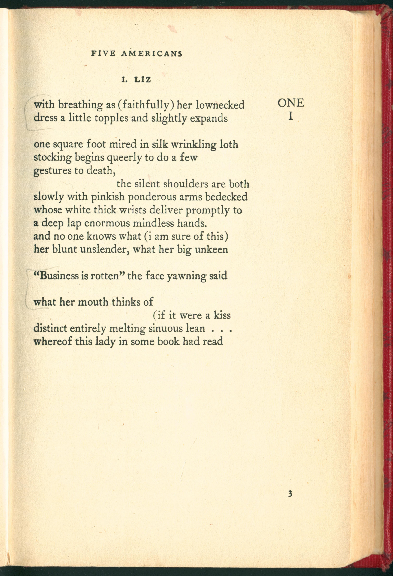 FIVE AMERICANS
I. LIZ
with breathing as (faithfully) her lownecked
dress a little topples and slightly expands
ONE
I
one square foot mired in silk wrinkling loth
stocking begins queerly to do a few
gestures to death,
the silent shoulders are both
slowly with pinkish ponderous arms bedecked
whose white thick wrists deliver promptly to
a deep lap enormous mindless hands.
and no one knows what (i am sure of this)
her blunt unslender, what her big unkeen
“Business is rotten” the face yawning said
what her mouth thinks of
(if it were a kiss
distinct entirely melting sinuous lean . . .
whereof this lady in some book had read
3